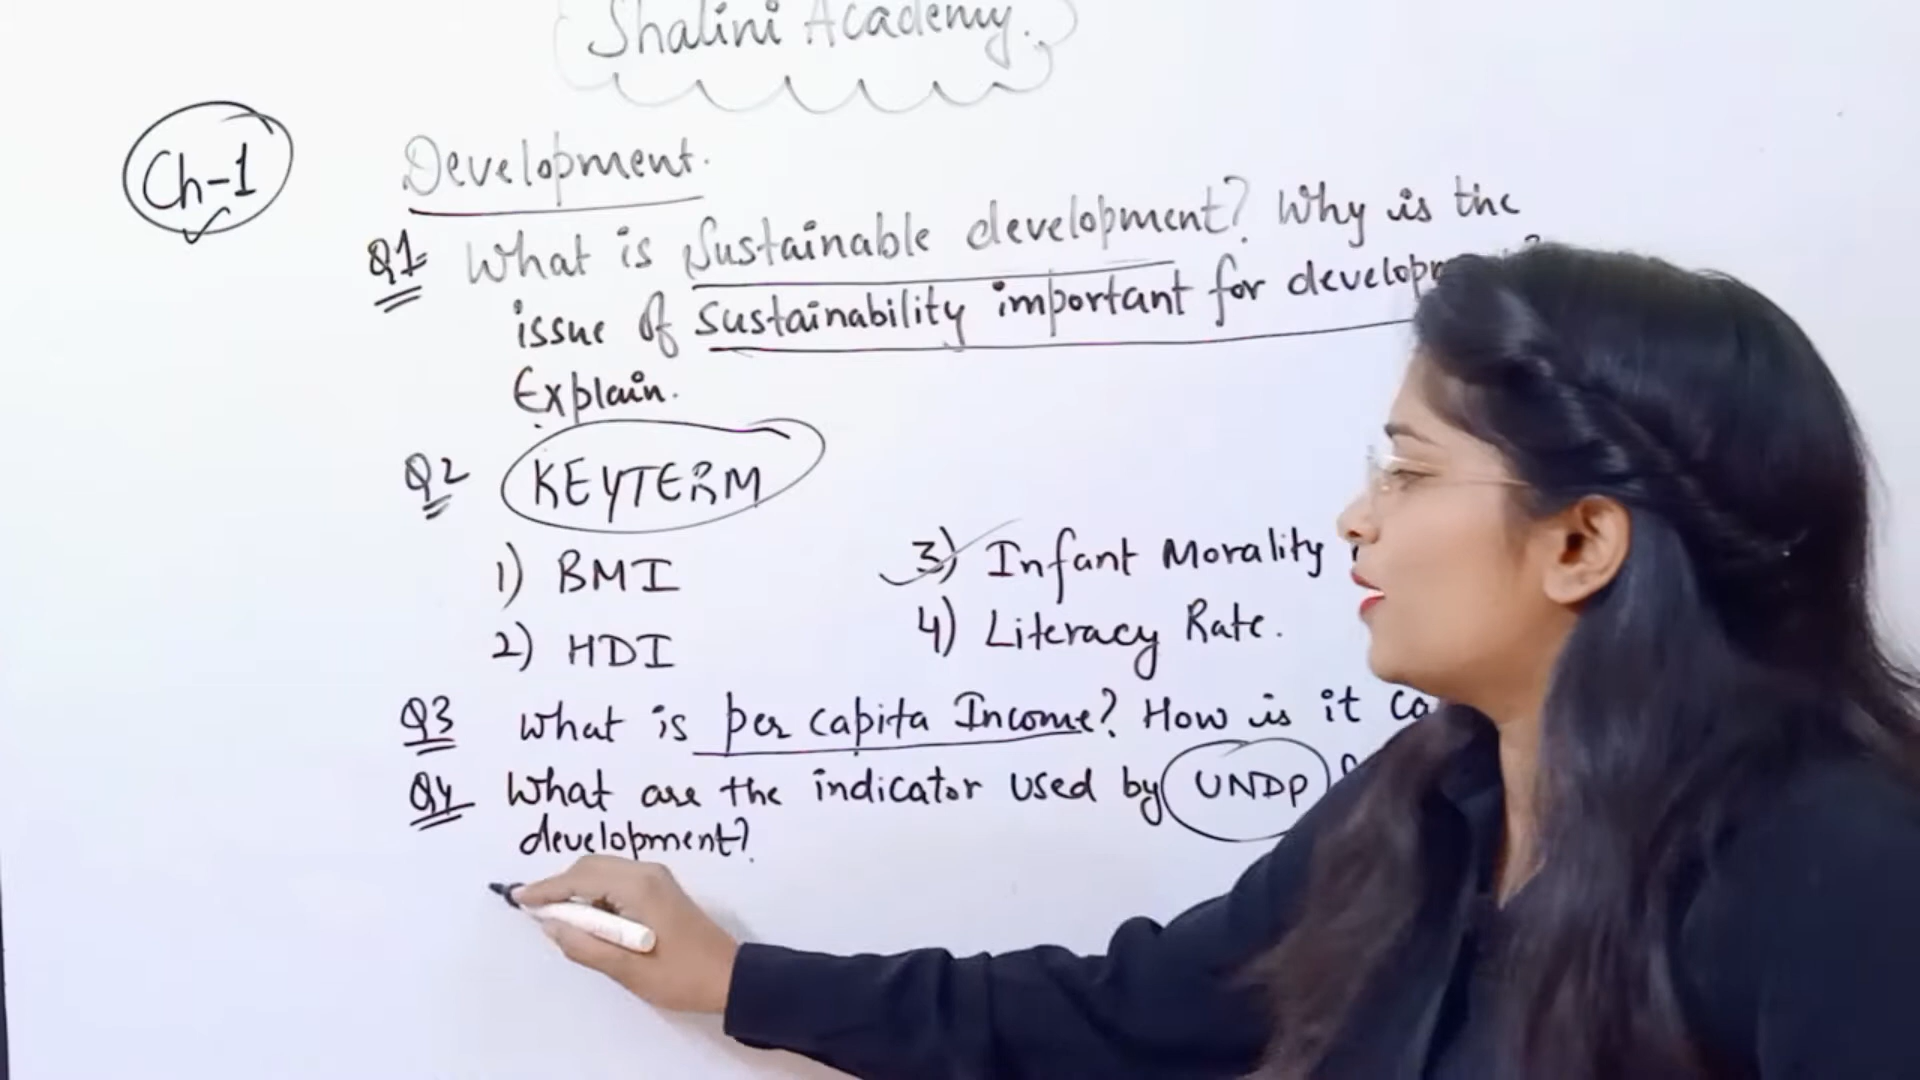 Shalini Academy.
Ch-1
Development.
Q1 What is Sustainable development? Why is the
issue of sustainability important for
Explain.
Q2 KEYTERM
1) BMI
2) HDI
3) Infant Morality
4) Literacy Rate.
Q3 What is per capita Income? How is it
Q4 What are the indicator used by UNDP
development?